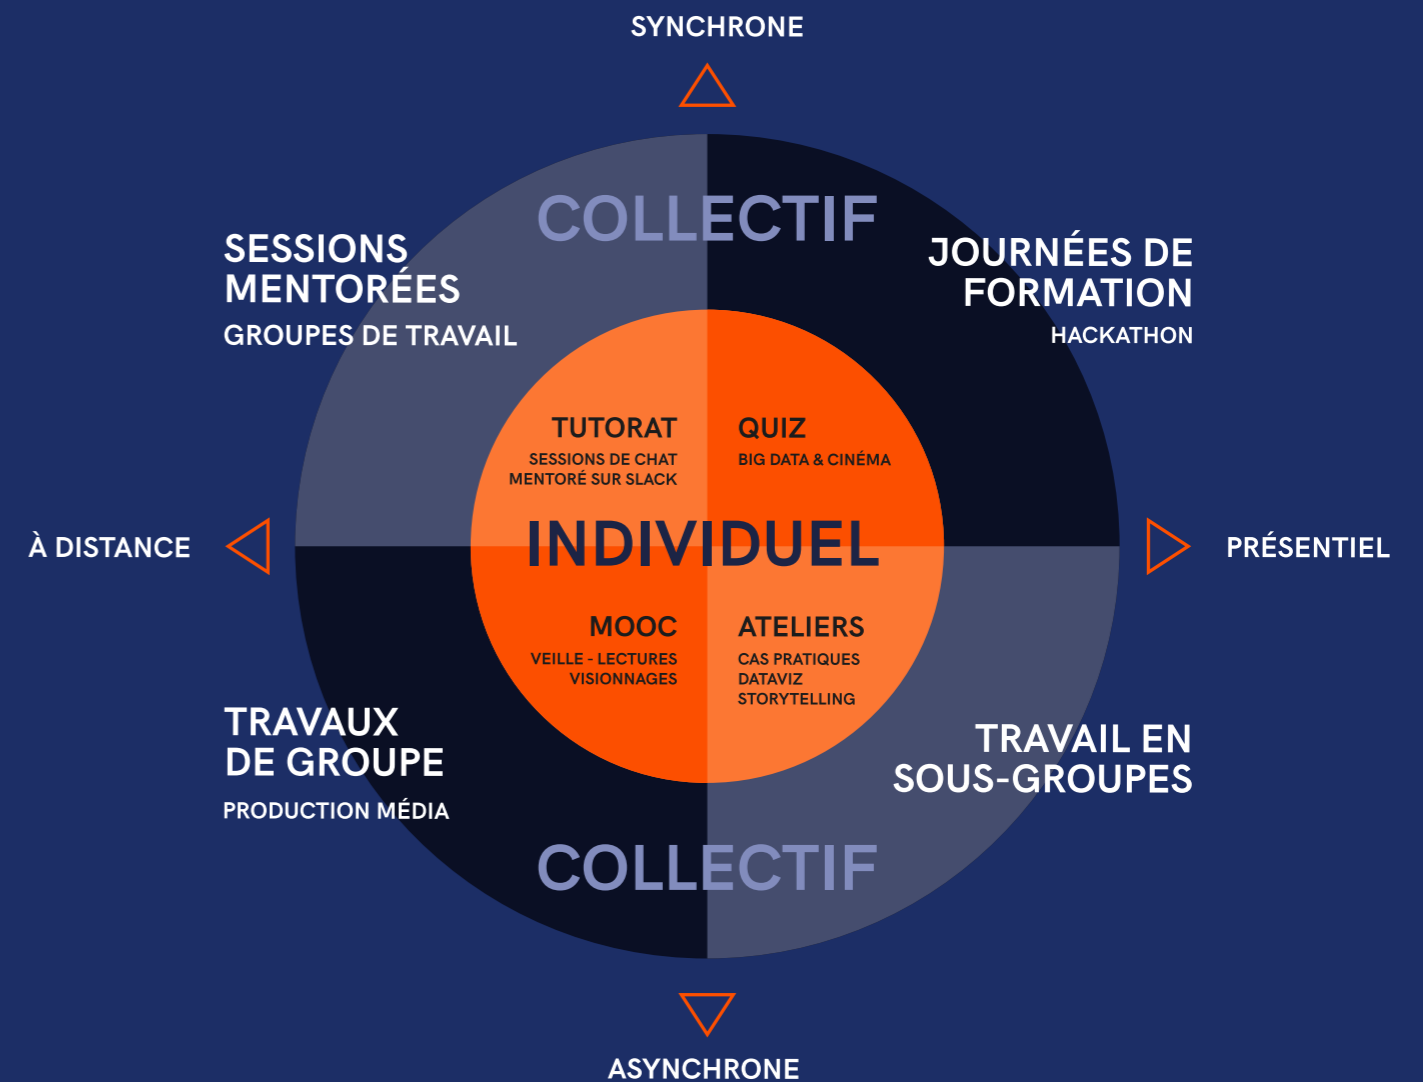 SYNCHRONE
COLLECTIF
SESSIONS
MENTORÉES
GROUPES DE TRAVAIL
JOURNÉES DE
FORMATION
HACKATHON
TUTORAT
SESSIONS DE CHAT
MENTORÉ SUR SLACK
QUIZ
BIG DATA & CINÉMA
À DISTANCE
INDIVIDUEL
PRÉSENTIEL
MOOC
VEILLE - LECTURES
VISIONNAGES
ATELIERS
CAS PRATIQUES
DATAVIZ
STORYTELLING
TRAVAUX
DE GROUPE
PRODUCTION MÉDIA
TRAVAIL EN
SOUS-GROUPES
COLLECTIF
ASYNCHRONE